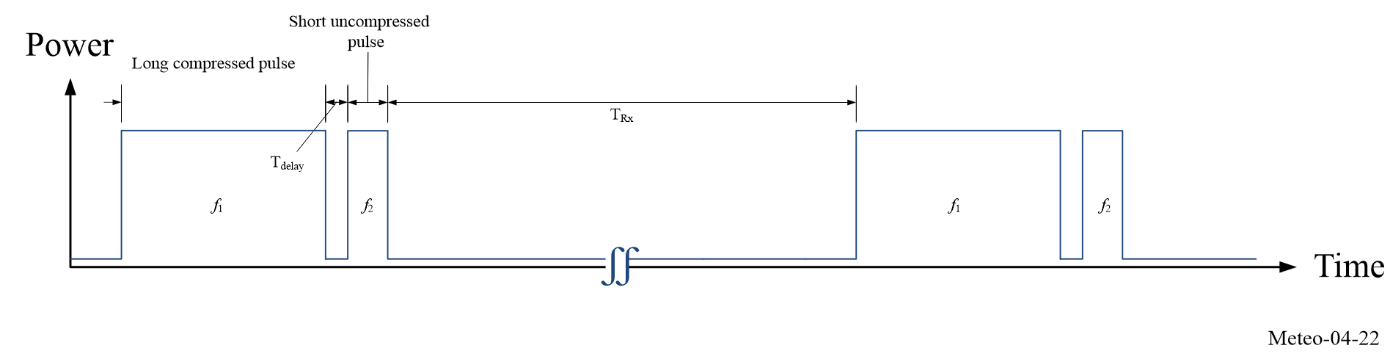 Short uncompressed
pulse
Power
Long compressed pulse
TRx
Tdelay
f1
f2
f1
f2
Time
Meteo-04-22